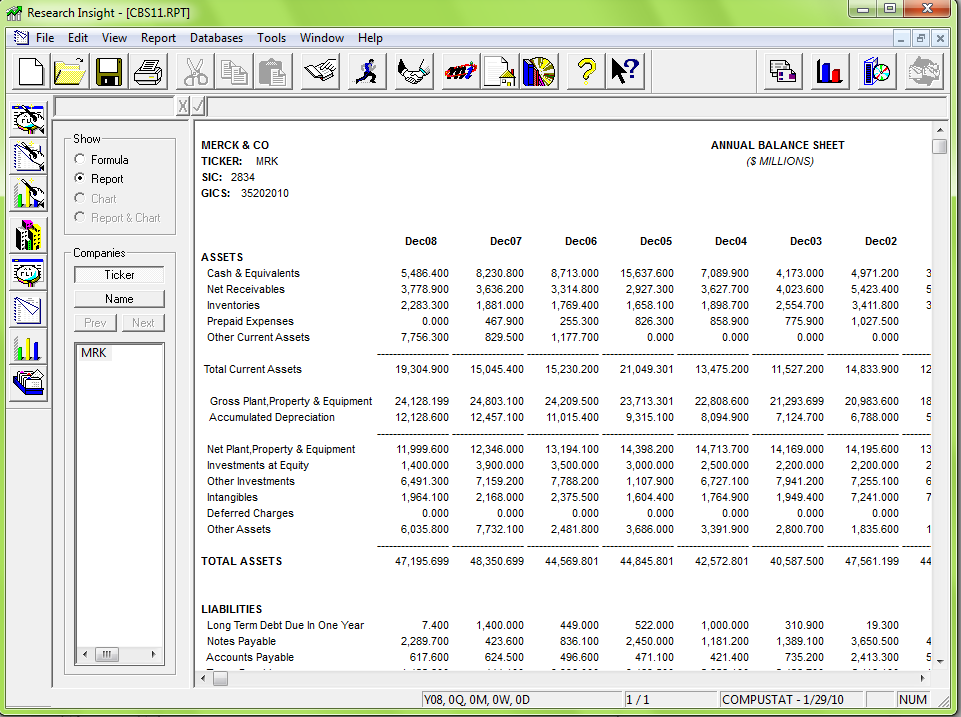 Research Insight - [CBS11.RPT]
File Edit View Report Databases Tools Window Help
Show
Formula
Report
Chart
Report & Chart
Companies
Ticker
Name
Prev Next
MRK
MERCK & CO ANNUAL BALANCE SHEET
TICKER: MRK ($ MILLIONS)
SIC: 2834
GICS: 35202010
Dec08 Dec07 Dec06 Dec05 Dec04 Dec03 Dec02
ASSETS
Cash & Equivalents 5,486.400 8,230.800 8,713.000 15,637.600 7,089.900 4,173.000 4,971.200 3
Net Receivables 3,778.900 3,636.200 3,314.800 2,927.300 3,627.700 4,023.600 5,423.400 5
Inventories 2,283.300 1,881.000 1,769.400 1,658.100 1,898.700 2,554.700 3,411.800 3
Prepaid Expenses 0.000 467.900 255.300 826.300 858.900 775.900 1,027.500
Other Current Assets 7,756.300 829.500 1,177.700 0.000 0.000 0.000 0.000
Total Current Assets 19,304.900 15,045.400 15,230.200 21,049.301 13,475.200 11,527.200 14,833.900 12
Gross Plant,Property & Equipment 24,128.199 24,803.100 24,209.500 23,713.301 22,808.600 21,293.699 20,983.600 18
Accumulated Depreciation 12,128.600 12,457.100 11,015.400 9,315.100 8,094.900 7,124.700 6,788.000 5
Net Plant,Property & Equipment 11,999.600 12,346.000 13,194.100 14,398.200 14,713.700 14,169.000 14,195.600 13
Investments at Equity 1,400.000 3,900.000 3,500.000 3,000.000 2,500.000 2,200.000 2,200.000 2
Other Investments 6,491.300 7,159.200 7,788.200 1,107.900 6,727.100 7,941.200 7,255.100 6
Intangibles 1,964.100 2,168.000 2,375.500 1,604.400 1,764.900 1,949.400 7,241.000 7
Deferred Charges 0.000 0.000 0.000 0.000 0.000 0.000 0.000
Other Assets 6,035.800 7,732.100 2,481.800 3,686.000 3,391.900 2,800.700 1,835.600 1
TOTAL ASSETS 47,195.699 48,350.699 44,569.801 44,845.801 42,572.801 40,587.500 47,561.199 44
LIABILITIES
Long Term Debt Due In One Year 7.400 1,400.000 449.000 522.000 1,000.000 310.900 19.300
Notes Payable 2,289.700 423.600 836.100 2,450.000 1,181.200 1,389.100 3,650.500 4
Accounts Payable 617.600 624.500 496.600 471.100 421.400 735.200 2,413.300 5
Y08, 0Q, 0M, 0W, 0D 1 / 1 COMPUSTAT - 1/29/10 NUM